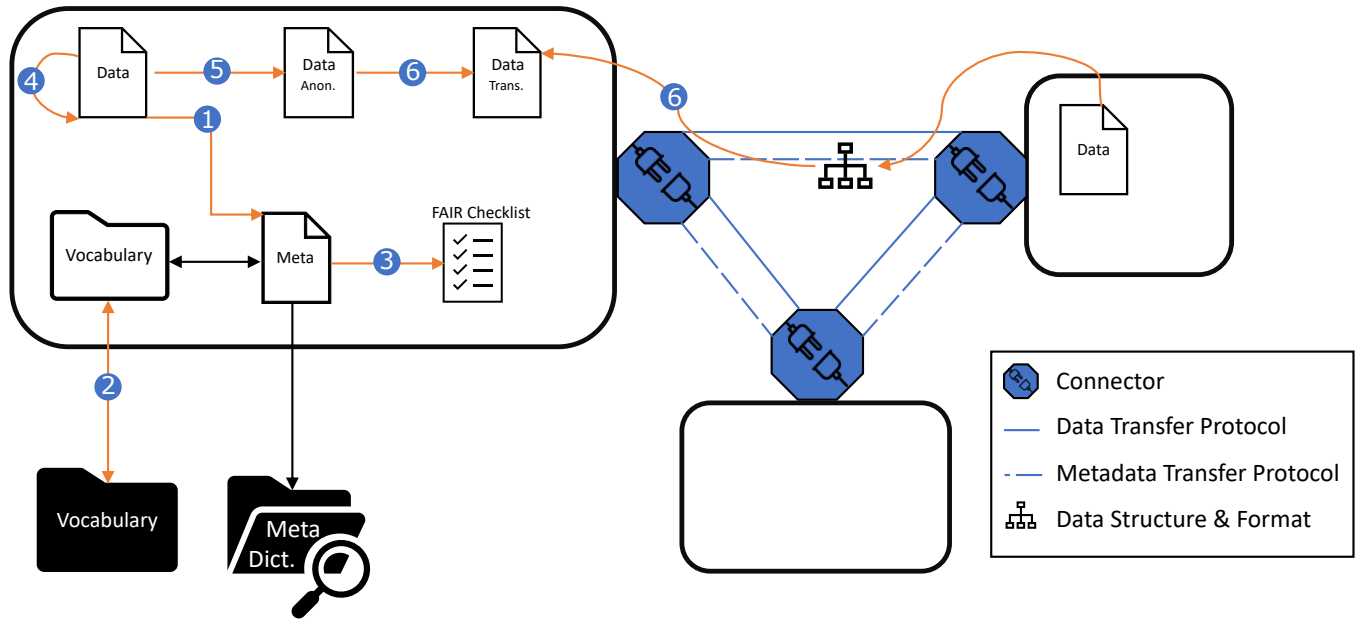 4
Data
5
Data
Anon.
6
Data
Trans.
6
Data
1
Vocabulary
Meta
3
FAIR Checklist
2
Vocabulary
Meta
Dict.
Connector
Data Transfer Protocol
Metadata Transfer Protocol
Data Structure & Format